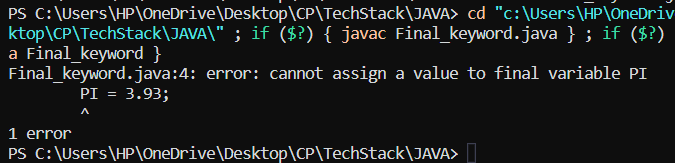 PS C:\Users\HP\OneDrive\Desktop\CP\TechStack\JAVA> cd "c:\Users\HP\OneDriv
ktop\CP\TechStack\JAVA\" ; if ($?) { javac Final_keyword.java } ; if ($?)
a Final_keyword }
Final_keyword.java:4: error: cannot assign a value to final variable PI
        PI = 3.93;
        ^
1 error
PS C:\Users\HP\OneDrive\Desktop\CP\TechStack\JAVA>